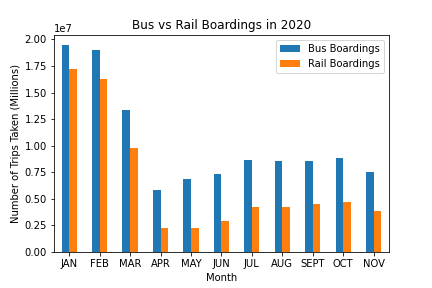 Bus vs Rail Boardings in 2020
1e7
2.00
1.75
1.50
1.25
1.00
0.75
0.50
0.25
0.00
Number of Trips Taken (Millions)
Bus Boardings
Rail Boardings
JAN FEB MAR APR MAY JUN JUL AUG SEPT OCT NOV
Month